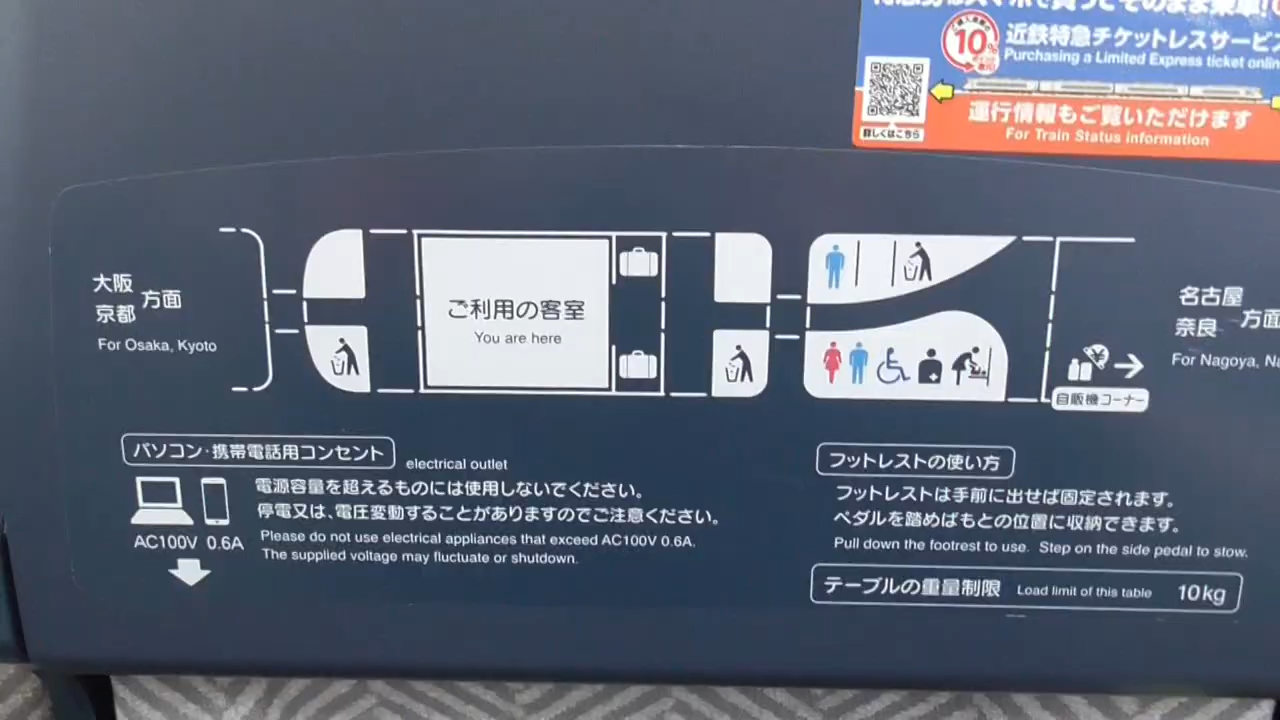 近鉄特急チケットレスサービス
Purchasing a Limited Express ticket onlin
10%
詳しくはこちら
運行情報もご覧いただけます
For Train Status information
大阪
京都
方面
For Osaka, Kyoto
ご利用の客室
You are here
名古屋
奈良
方面
For Nagoya, Na
自販機コーナー
パソコン・携帯電話用コンセント
electrical outlet
電源容量を超えるものには使用しないでください。
停電又は、電圧変動することがありますのでご注意ください。
AC100V 0.6A
Please do not use electrical appliances that exceed AC100V 0.6A.
The supplied voltage may fluctuate or shutdown.
フットレストの使い方
フットレストは手前に出せば固定されます。
ペダルを踏めばもとの位置に収納できます。
Pull down the footrest to use. Step on the side pedal to stow.
テーブルの重量制限 Load limit of this table 10kg